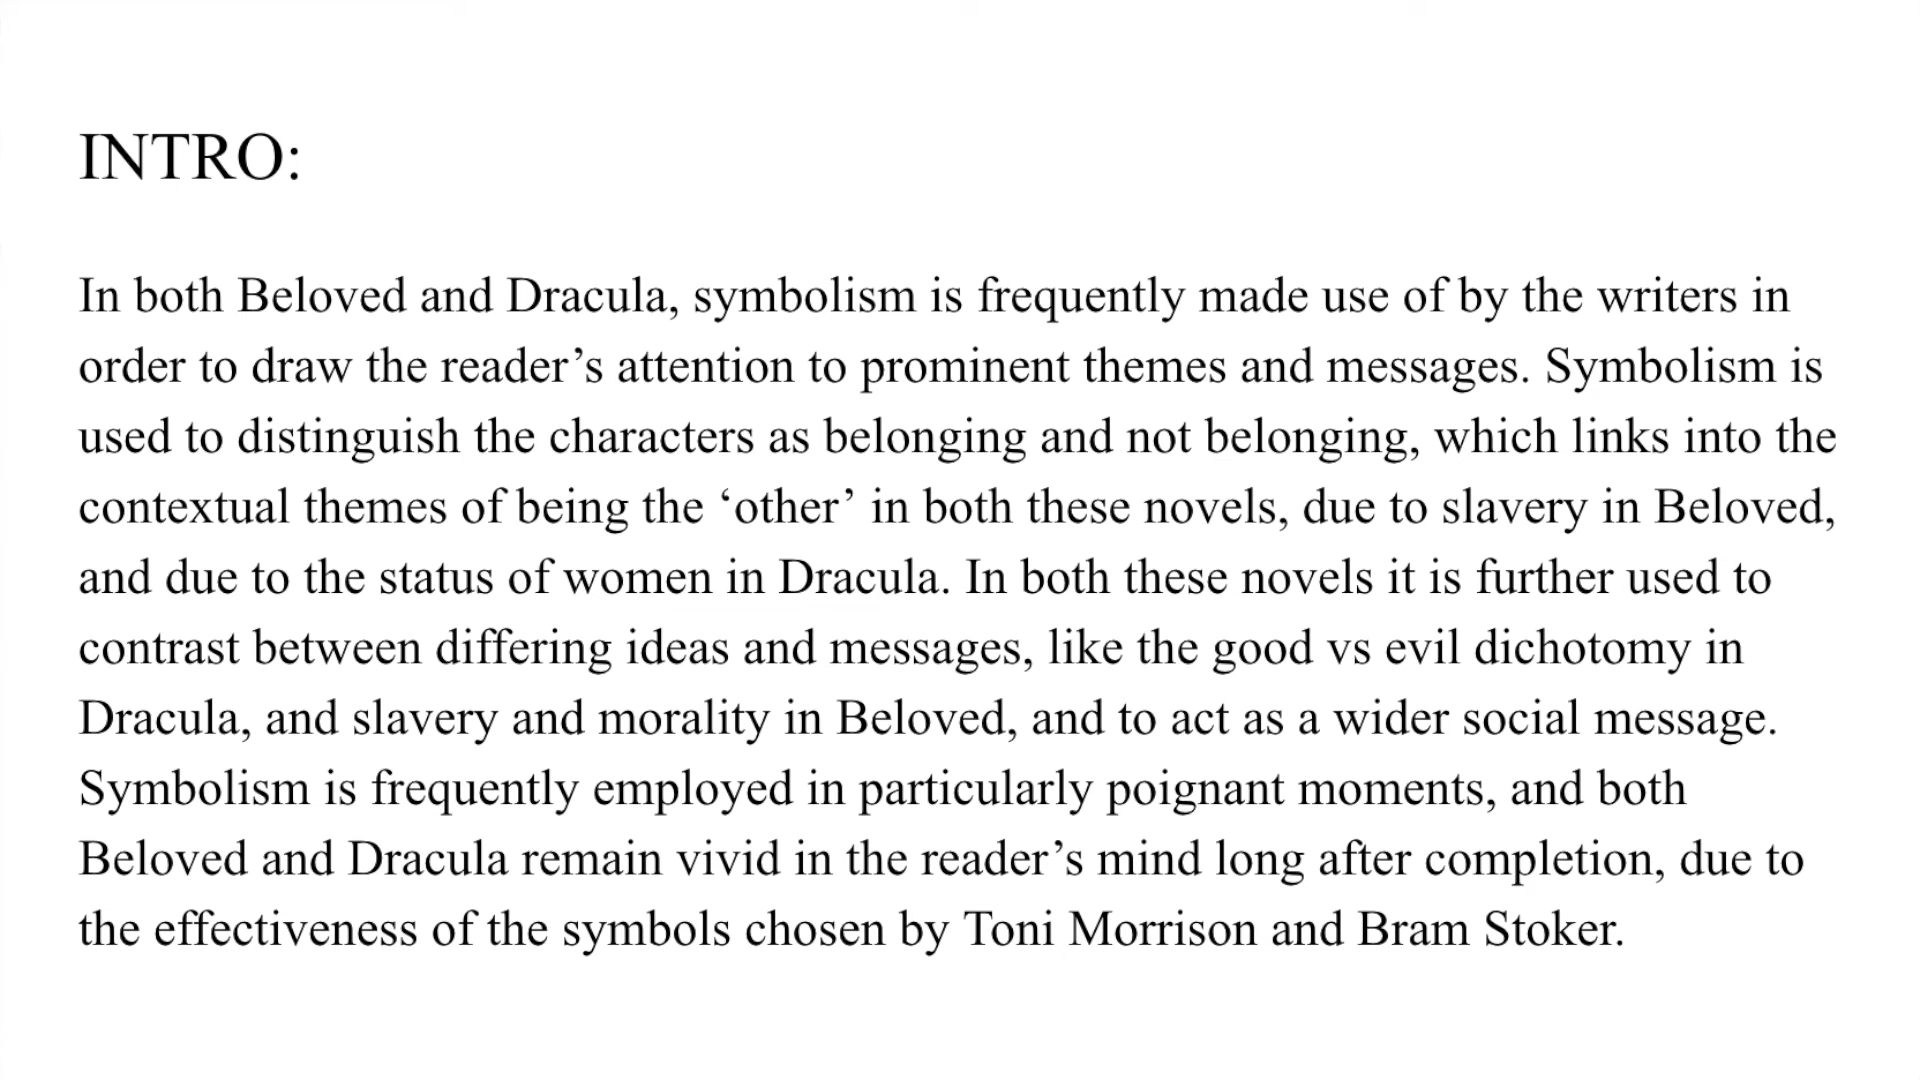 INTRO:
In both Beloved and Dracula, symbolism is frequently made use of by the writers in
order to draw the reader’s attention to prominent themes and messages. Symbolism is
used to distinguish the characters as belonging and not belonging, which links into the
contextual themes of being the ‘other’ in both these novels, due to slavery in Beloved,
and due to the status of women in Dracula. In both these novels it is further used to
contrast between differing ideas and messages, like the good vs evil dichotomy in
Dracula, and slavery and morality in Beloved, and to act as a wider social message.
Symbolism is frequently employed in particularly poignant moments, and both
Beloved and Dracula remain vivid in the reader’s mind long after completion, due to
the effectiveness of the symbols chosen by Toni Morrison and Bram Stoker.